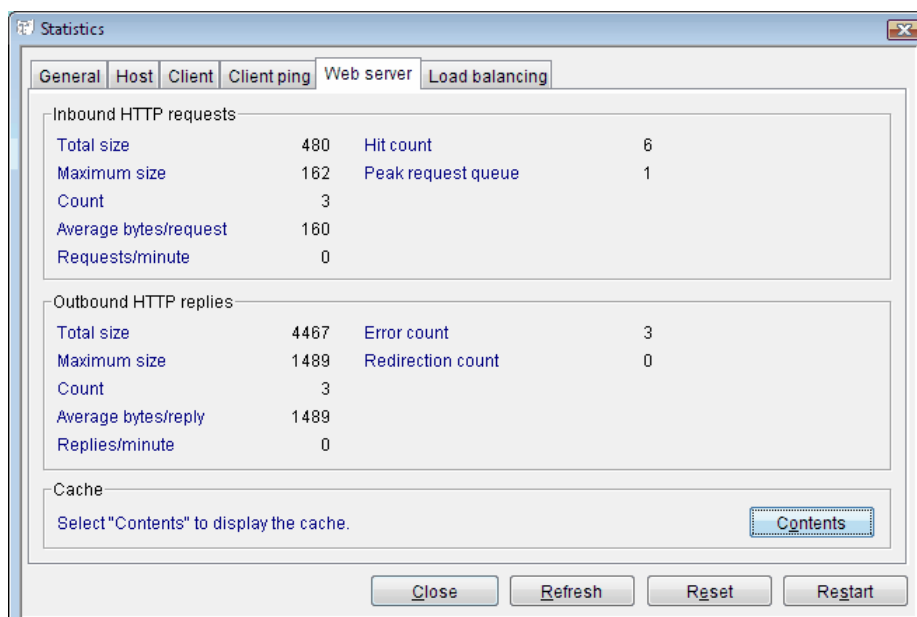 Statistics
General Host Client Client ping Web server Load balancing
Inbound HTTP requests
Total size 480 Hit count 6
Maximum size 162 Peak request queue 1
Count 3
Average bytes/request 160
Requests/minute 0
Outbound HTTP replies
Total size 4467 Error count 3
Maximum size 1489 Redirection count 0
Count 3
Average bytes/reply 1489
Replies/minute 0
Cache
Select "Contents" to display the cache. Contents
Close Refresh Reset Restart